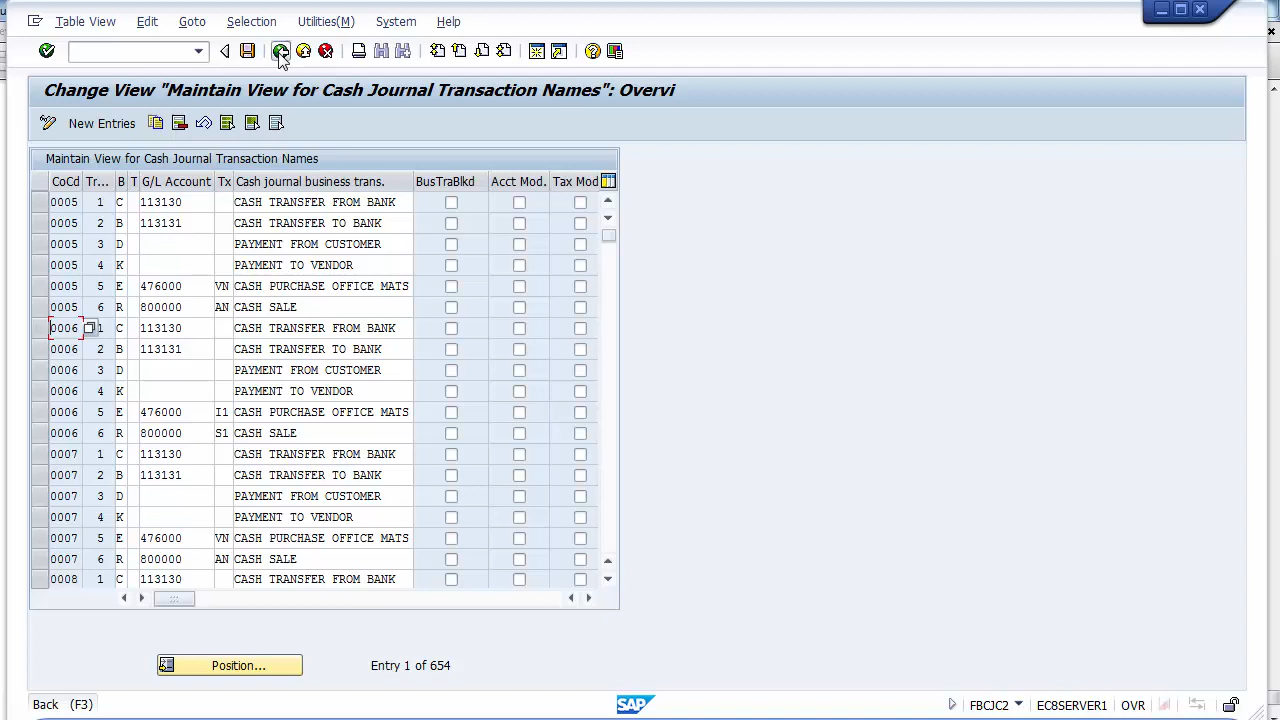 Table View Edit Goto Selection Utilities(M) System Help
Change View "Maintain View for Cash Journal Transaction Names": Overvi
New Entries
Maintain View for Cash Journal Transaction Names
CoCd Tr... B T G/L Account Tx Cash journal business trans. BusTraBlkd Acct Mod. Tax Mod
0005 1 C 113130 CASH TRANSFER FROM BANK
0005 2 B 113131 CASH TRANSFER TO BANK
0005 3 D PAYMENT FROM CUSTOMER
0005 4 K PAYMENT TO VENDOR
0005 5 E 476000 VN CASH PURCHASE OFFICE MATS
0005 6 R 800000 AN CASH SALE
0006 1 C 113130 CASH TRANSFER FROM BANK
0006 2 B 113131 CASH TRANSFER TO BANK
0006 3 D PAYMENT FROM CUSTOMER
0006 4 K PAYMENT TO VENDOR
0006 5 E 476000 I1 CASH PURCHASE OFFICE MATS
0006 6 R 800000 S1 CASH SALE
0007 1 C 113130 CASH TRANSFER FROM BANK
0007 2 B 113131 CASH TRANSFER TO BANK
0007 3 D PAYMENT FROM CUSTOMER
0007 4 K PAYMENT TO VENDOR
0007 5 E 476000 VN CASH PURCHASE OFFICE MATS
0007 6 R 800000 AN CASH SALE
0008 1 C 113130 CASH TRANSFER FROM BANK
Position... Entry 1 of 654
Back (F3) SAP FBCJC2 EC8SERVER1 OVR